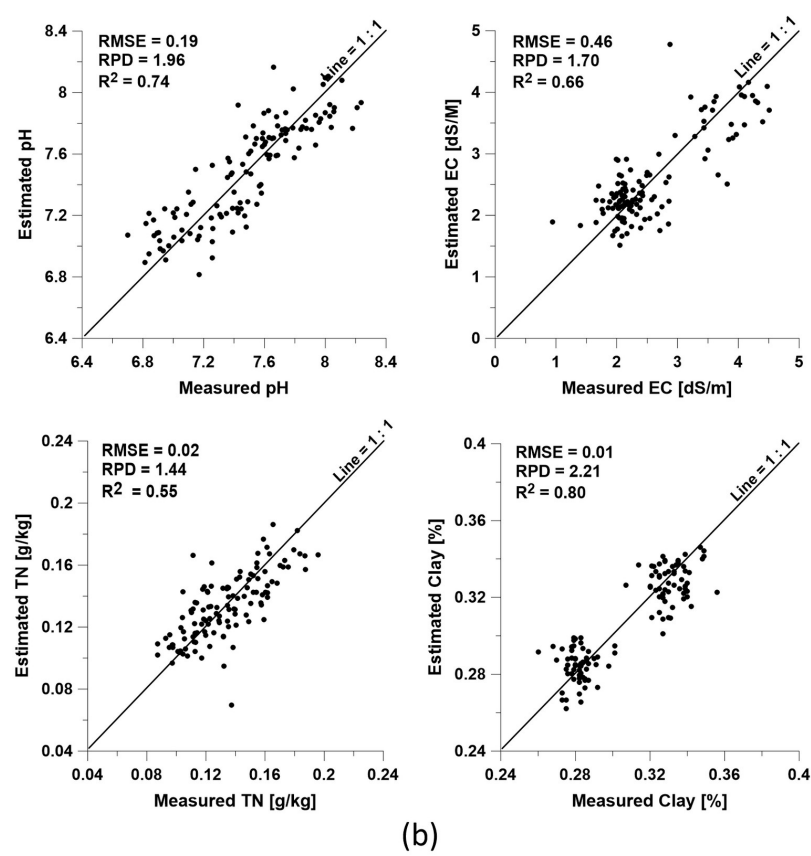 8.4
8
7.6
7.2
6.8
6.4
Estimated pH
RMSE = 0.19
RPD = 1.96
R2 = 0.74
Line = 1 : 1
6.4 6.8 7.2 7.6 8 8.4
Measured pH
5
4
3
2
1
0
Estimated EC [dS/M]
RMSE = 0.46
RPD = 1.70
R2 = 0.66
Line = 1 : 1
0 1 2 3 4 5
Measured EC [dS/m]
0.24
0.2
0.16
0.12
0.08
0.04
Estimated TN [g/kg]
RMSE = 0.02
RPD = 1.44
R2 = 0.55
Line = 1 : 1
0.04 0.08 0.12 0.16 0.2 0.24
Measured TN [g/kg]
0.4
0.36
0.32
0.28
0.24
Estimated Clay [%]
RMSE = 0.01
RPD = 2.21
R2 = 0.80
Line = 1 : 1
0.24 0.28 0.32 0.36 0.4
Measured Clay [%]
(b)